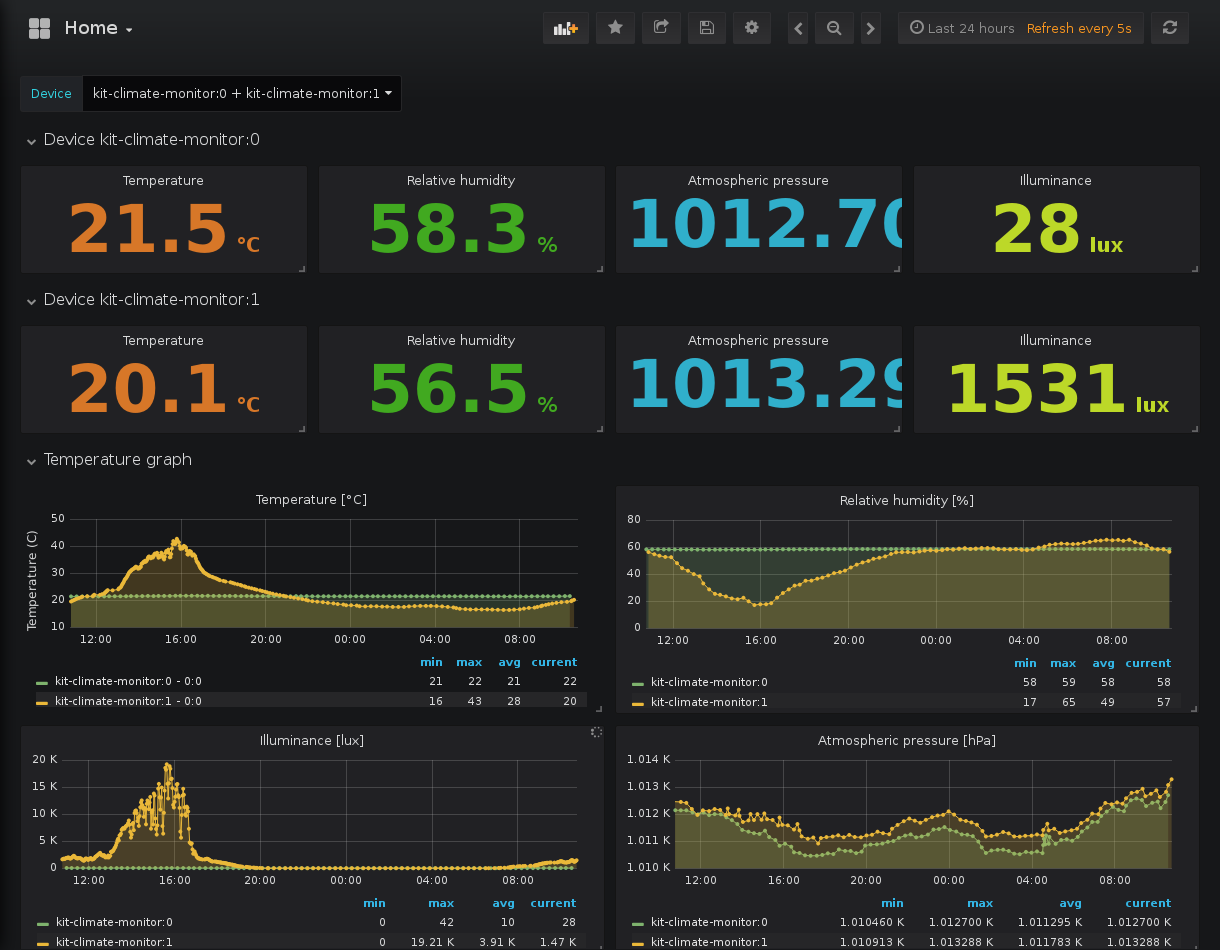 Home
Last 24 hours Refresh every 5s
Device kit-climate-monitor:0 + kit-climate-monitor:1
Device kit-climate-monitor:0
Temperature Relative humidity Atmospheric pressure Illuminance
21.5 °C 58.3 % 1012.70 28 lux
Device kit-climate-monitor:1
Temperature Relative humidity Atmospheric pressure Illuminance
20.1 °C 56.5 % 1013.29 1531 lux
Temperature graph
Temperature [°C]
Temperature (C)
50
40
30
20
10
12:00 16:00 20:00 00:00 04:00 08:00
min max avg current
kit-climate-monitor:0 - 0:0 21 22 21 22
kit-climate-monitor:1 - 0:0 16 43 28 20
Relative humidity [%]
80
60
40
20
0
12:00 16:00 20:00 00:00 04:00 08:00
min max avg current
kit-climate-monitor:0 58 59 58 58
kit-climate-monitor:1 17 65 49 57
Illuminance [lux]
20 K
15 K
10 K
5 K
0
12:00 16:00 20:00 00:00 04:00 08:00
min max avg current
kit-climate-monitor:0 0 42 10 28
kit-climate-monitor:1 0 19.21 K 3.91 K 1.47 K
Atmospheric pressure [hPa]
1.014 K
1.013 K
1.012 K
1.011 K
1.010 K
12:00 16:00 20:00 00:00 04:00 08:00
min max avg current
kit-climate-monitor:0 1.010460 K 1.012700 K 1.011295 K 1.012700 K
kit-climate-monitor:1 1.010913 K 1.013288 K 1.011783 K 1.013288 K